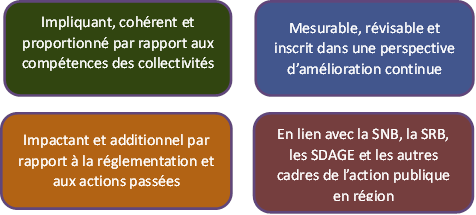 Impliquant, cohérent et
proportionné par rapport aux
compétences des collectivités
Mesurable, révisable et
inscrit dans une perspective
d'amélioration continue
Impactant et additionnel par
rapport à la réglementation et
aux actions passées
En lien avec la SNB, la SRB,
les SDAGE et les autres
cadres de l'action publique
en région